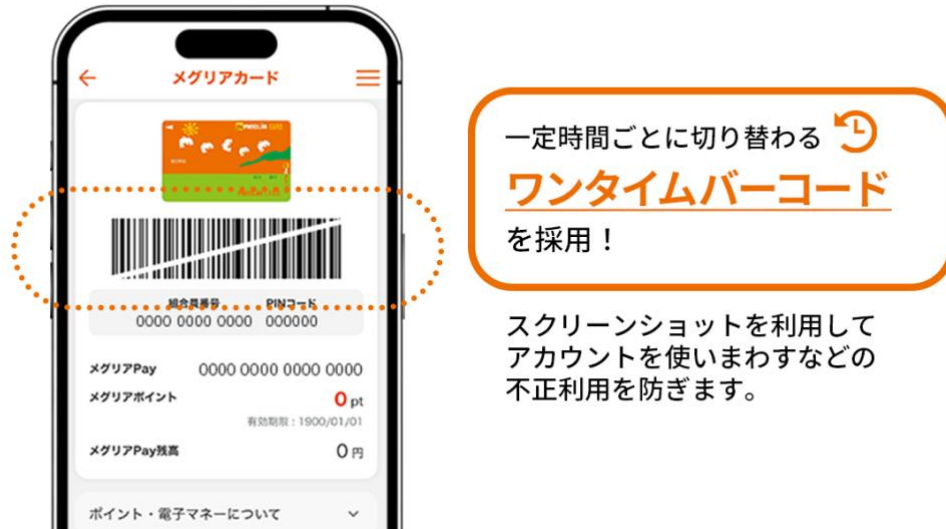 メグリアカード
組合員番号 PINコード
0000 0000 0000 000000
メグリアPay 0000 0000 0000 0000
メグリアポイント 0 pt
有効期限：1900/01/01
メグリアPay残高 0 円
ポイント・電子マネーについて
一定時間ごとに切り替わる
ワンタイムバーコード
を採用！
スクリーンショットを利用して
アカウントを使いまわすなどの
不正利用を防ぎます。